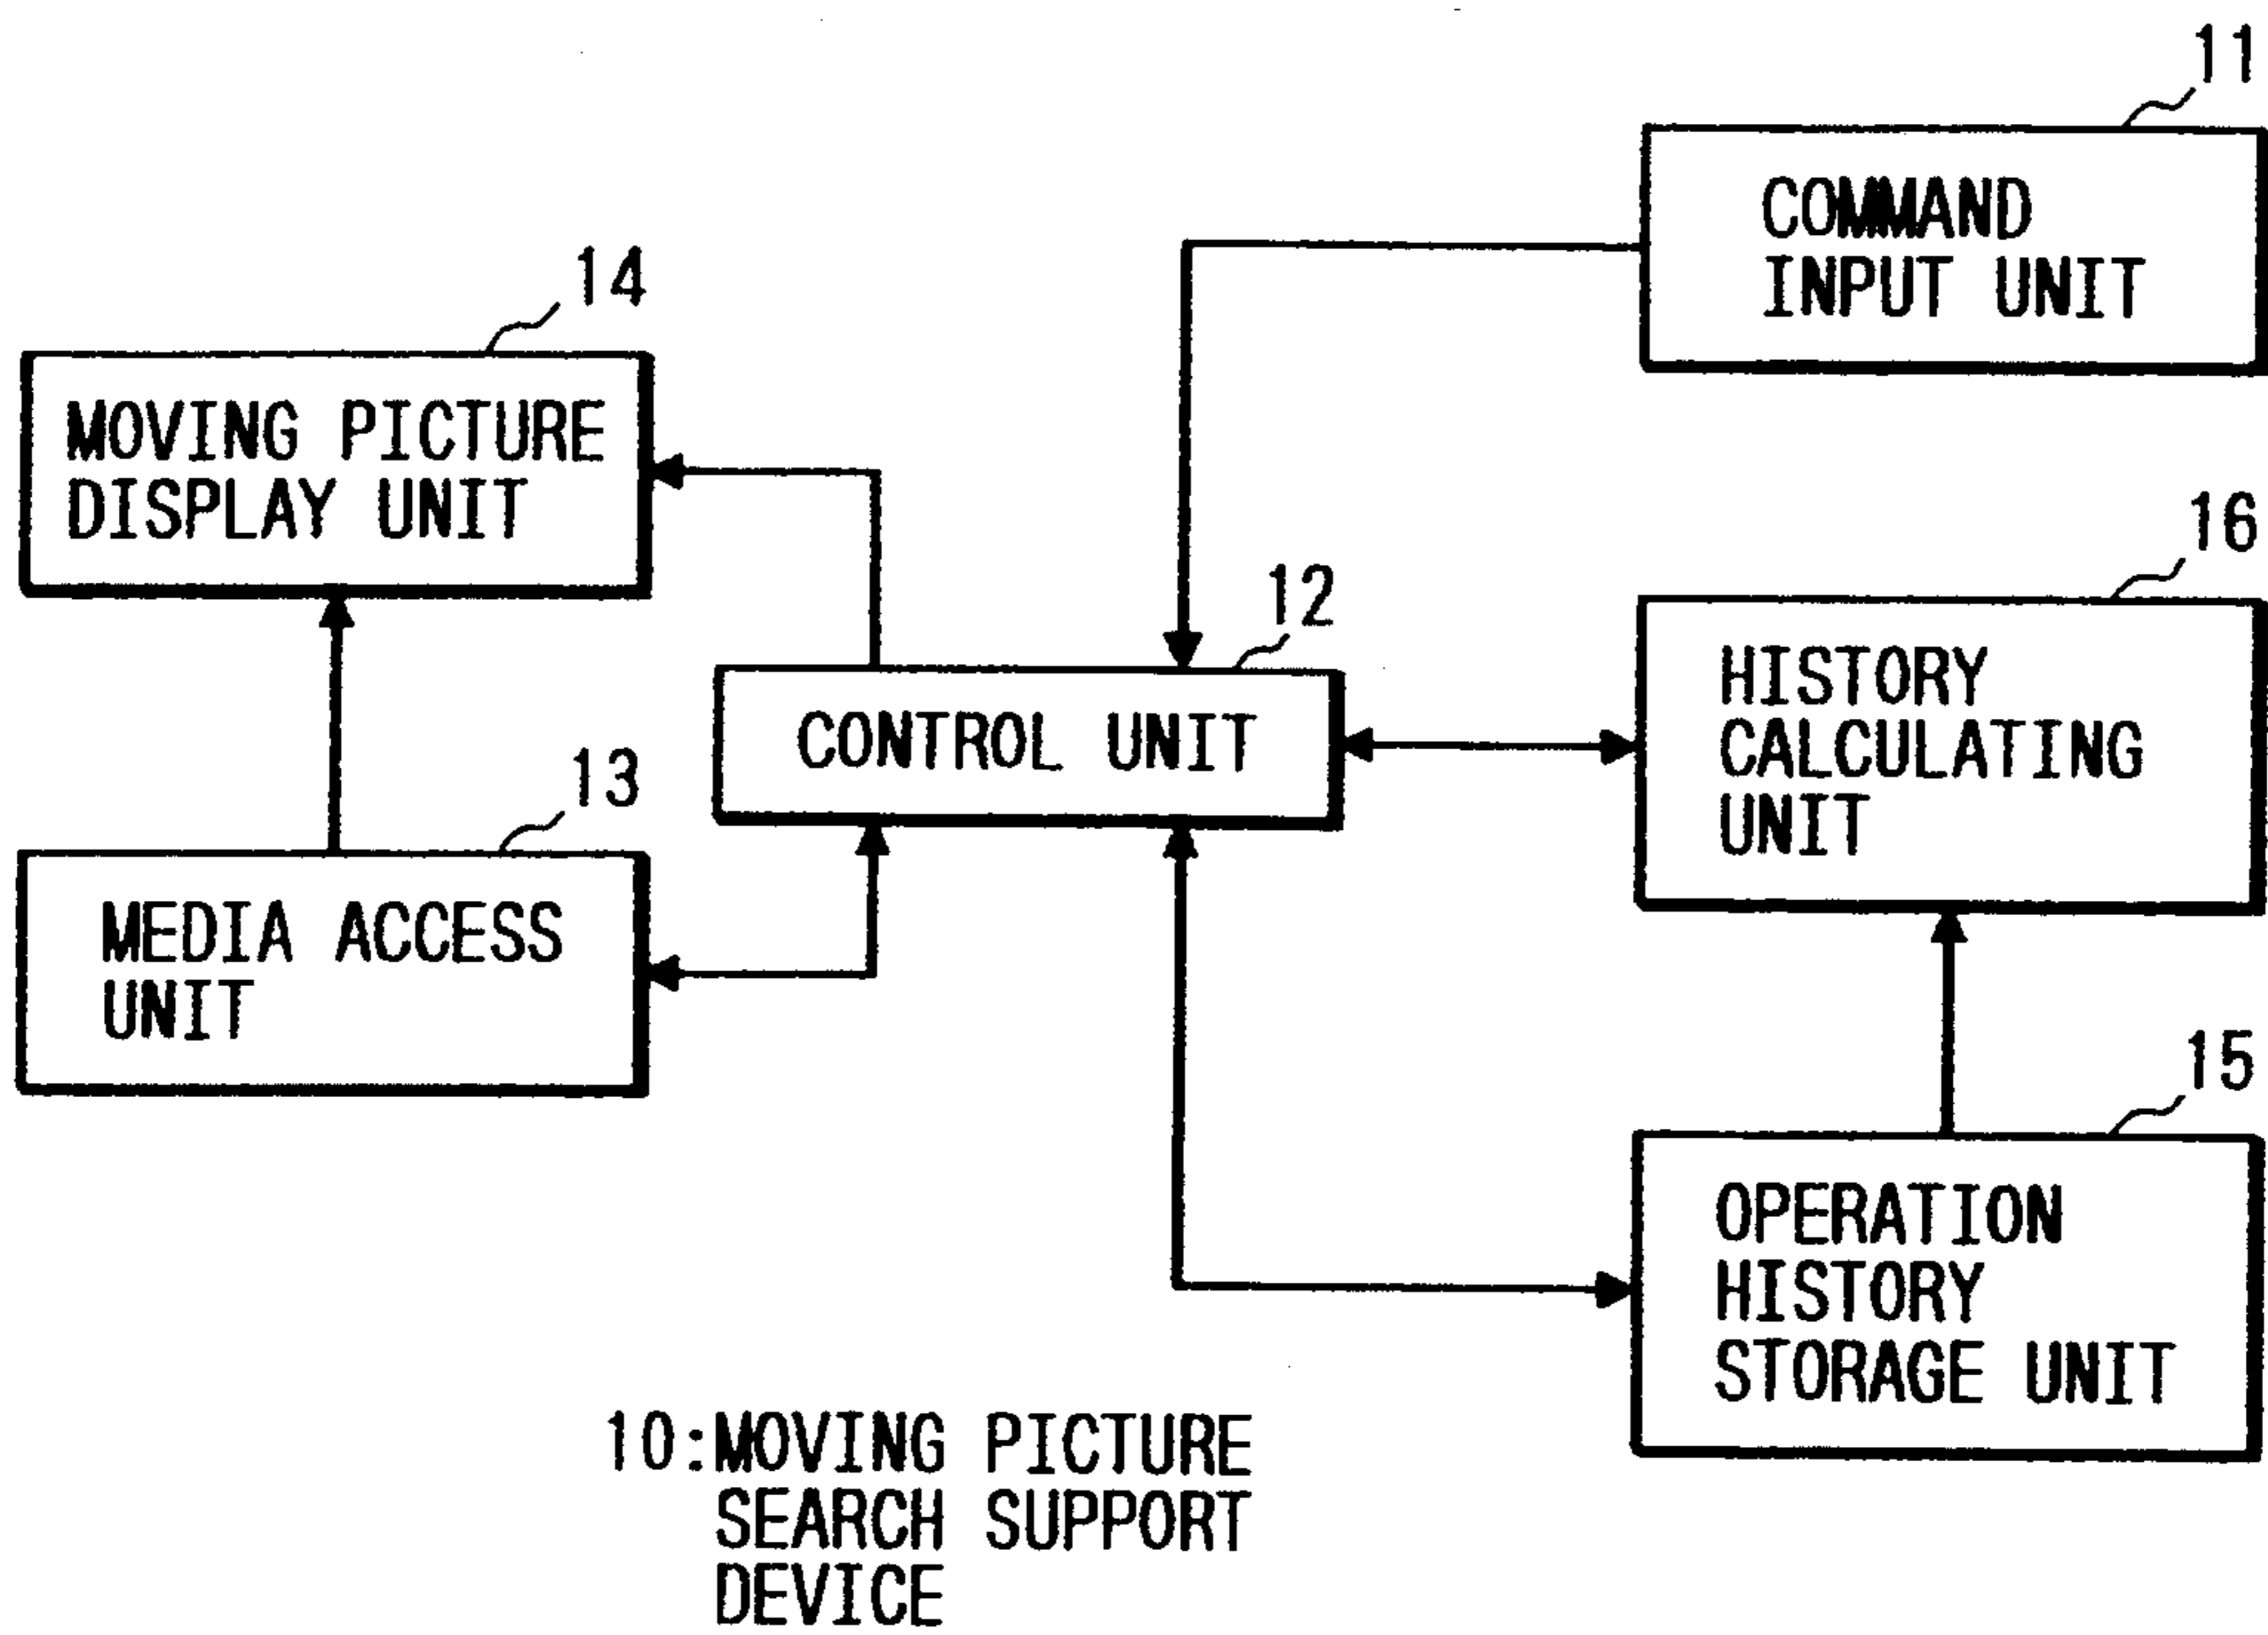 11
COMMAND
INPUT UNIT
14
MOVING PICTURE
DISPLAY UNIT
16
HISTORY
CALCULATING
UNIT
12
CONTROL UNIT
13
MEDIA ACCESS
UNIT
15
OPERATION
HISTORY
STORAGE UNIT
10:MOVING PICTURE
SEARCH SUPPORT
DEVICE